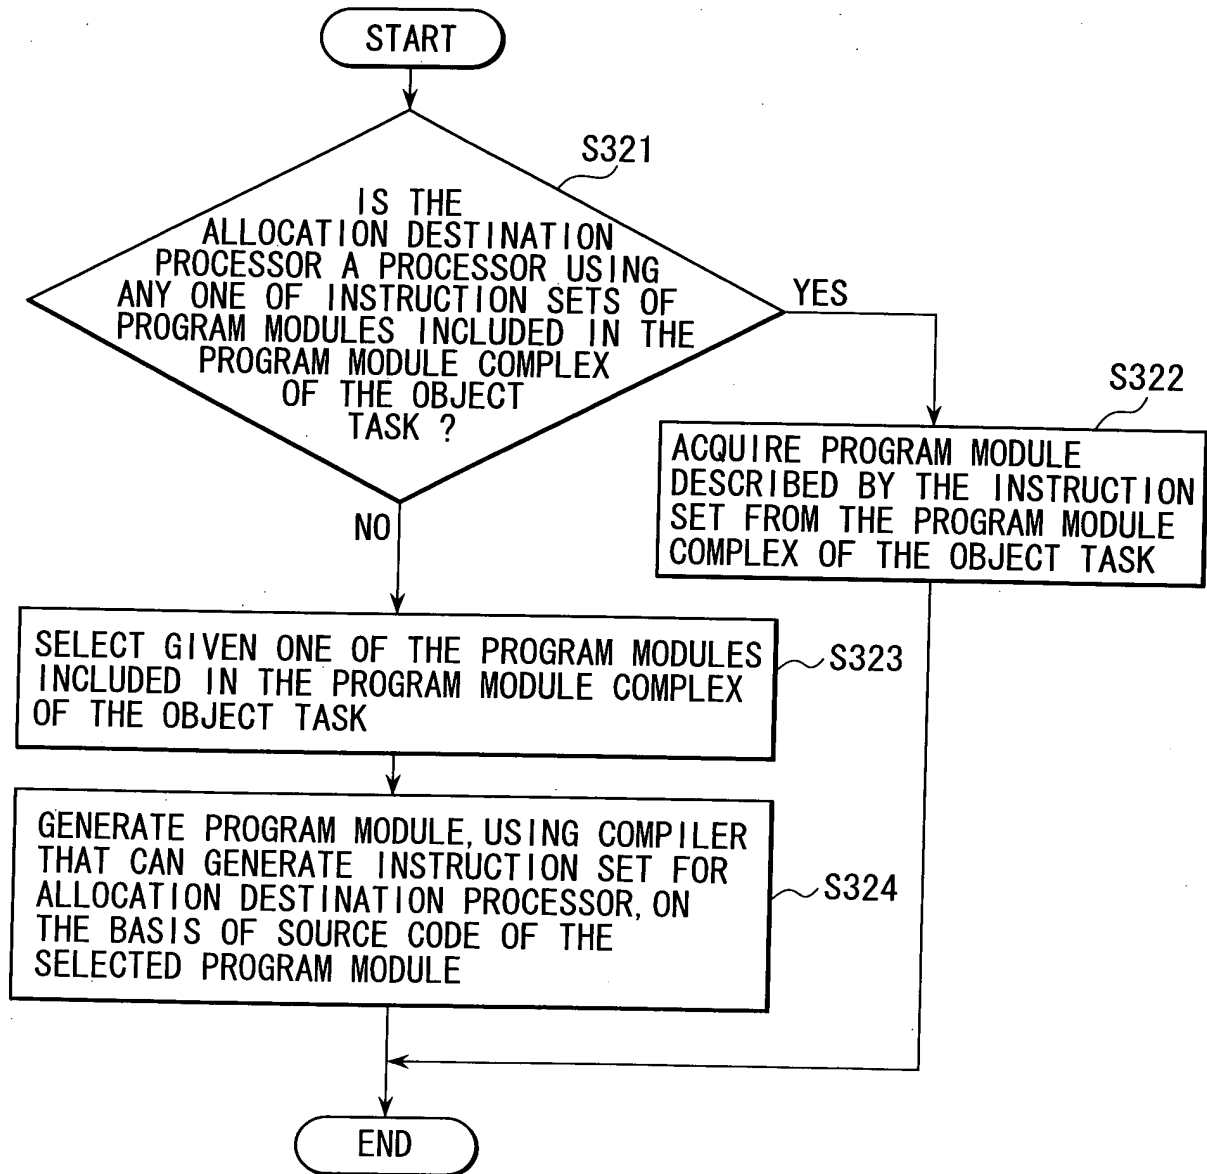 START
S321
IS THE
ALLOCATION DESTINATION
PROCESSOR A PROCESSOR USING
ANY ONE OF INSTRUCTION SETS OF
PROGRAM MODULES INCLUDED IN THE
PROGRAM MODULE COMPLEX
OF THE OBJECT
TASK ?
YES
NO
S322
ACQUIRE PROGRAM MODULE
DESCRIBED BY THE INSTRUCTION
SET FROM THE PROGRAM MODULE
COMPLEX OF THE OBJECT TASK
SELECT GIVEN ONE OF THE PROGRAM MODULES
INCLUDED IN THE PROGRAM MODULE COMPLEX
OF THE OBJECT TASK
S323
GENERATE PROGRAM MODULE, USING COMPILER
THAT CAN GENERATE INSTRUCTION SET FOR
ALLOCATION DESTINATION PROCESSOR, ON
THE BASIS OF SOURCE CODE OF THE
SELECTED PROGRAM MODULE
S324
END